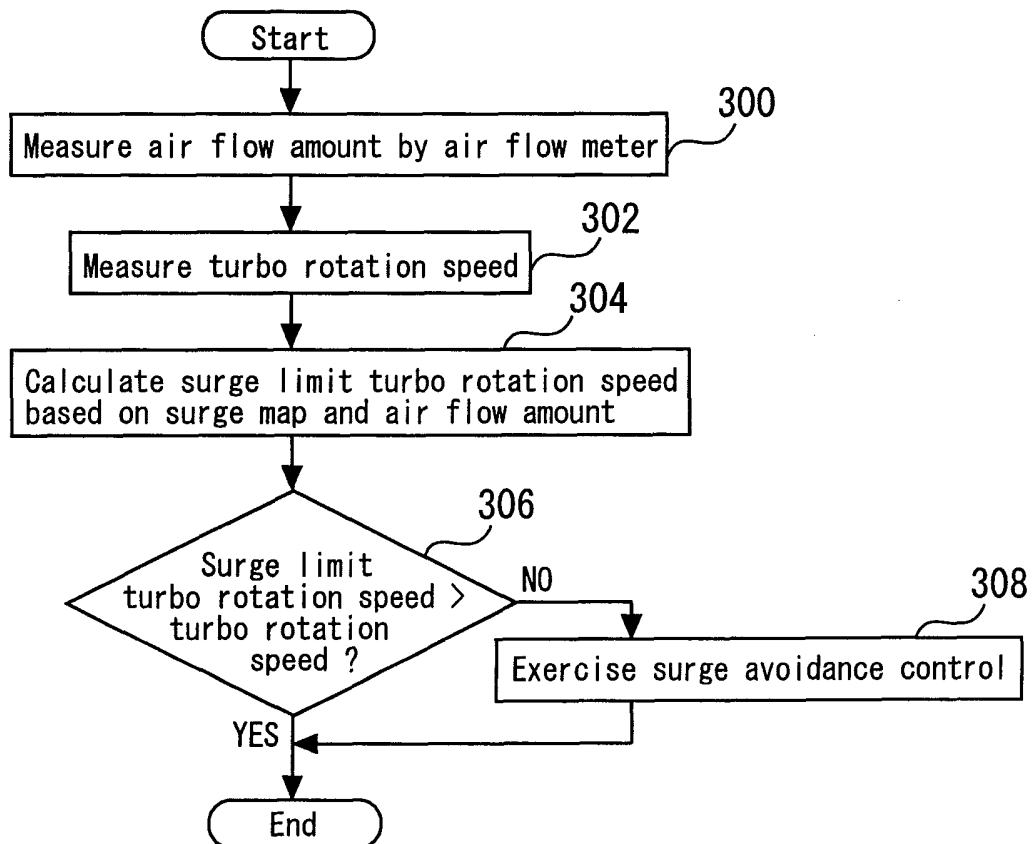 Start
300
Measure air flow amount by air flow meter
302
Measure turbo rotation speed
304
Calculate surge limit turbo rotation speed
based on surge map and air flow amount
306
Surge limit
turbo rotation speed >
turbo rotation
speed ?
NO
308
Exercise surge avoidance control
YES
End